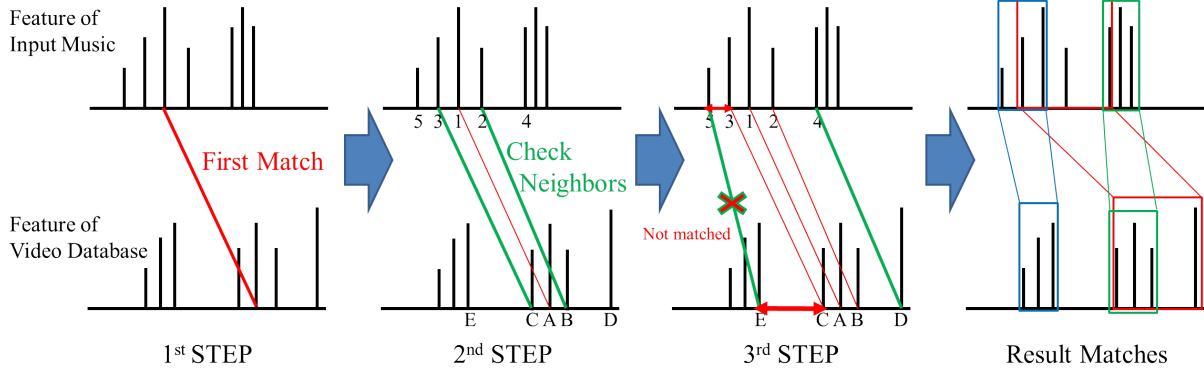 Feature of
Input Music
Feature of
Video Database
First Match
1st STEP
5 3 1 2 4
Check
Neighbors
E C A B D
2nd STEP
5 3 1 2 4
Not matched
E C A B D
3rd STEP
Result Matches